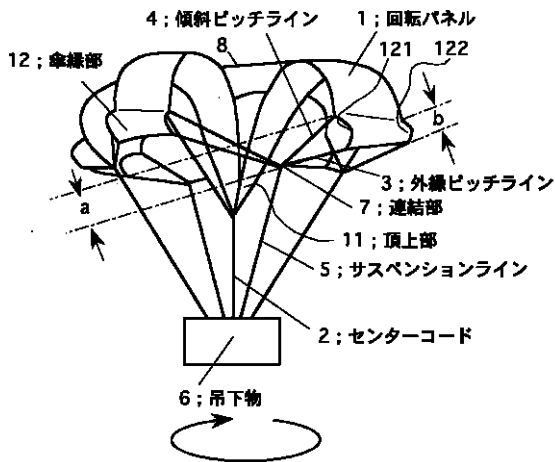 4；傾斜ピッチライン
1；回転パネル
8
121
122
12；傘縁部
b
3；外縁ピッチライン
7；連結部
a
11；頂上部
5；サスペンションライン
2；センターコード
6；吊下物